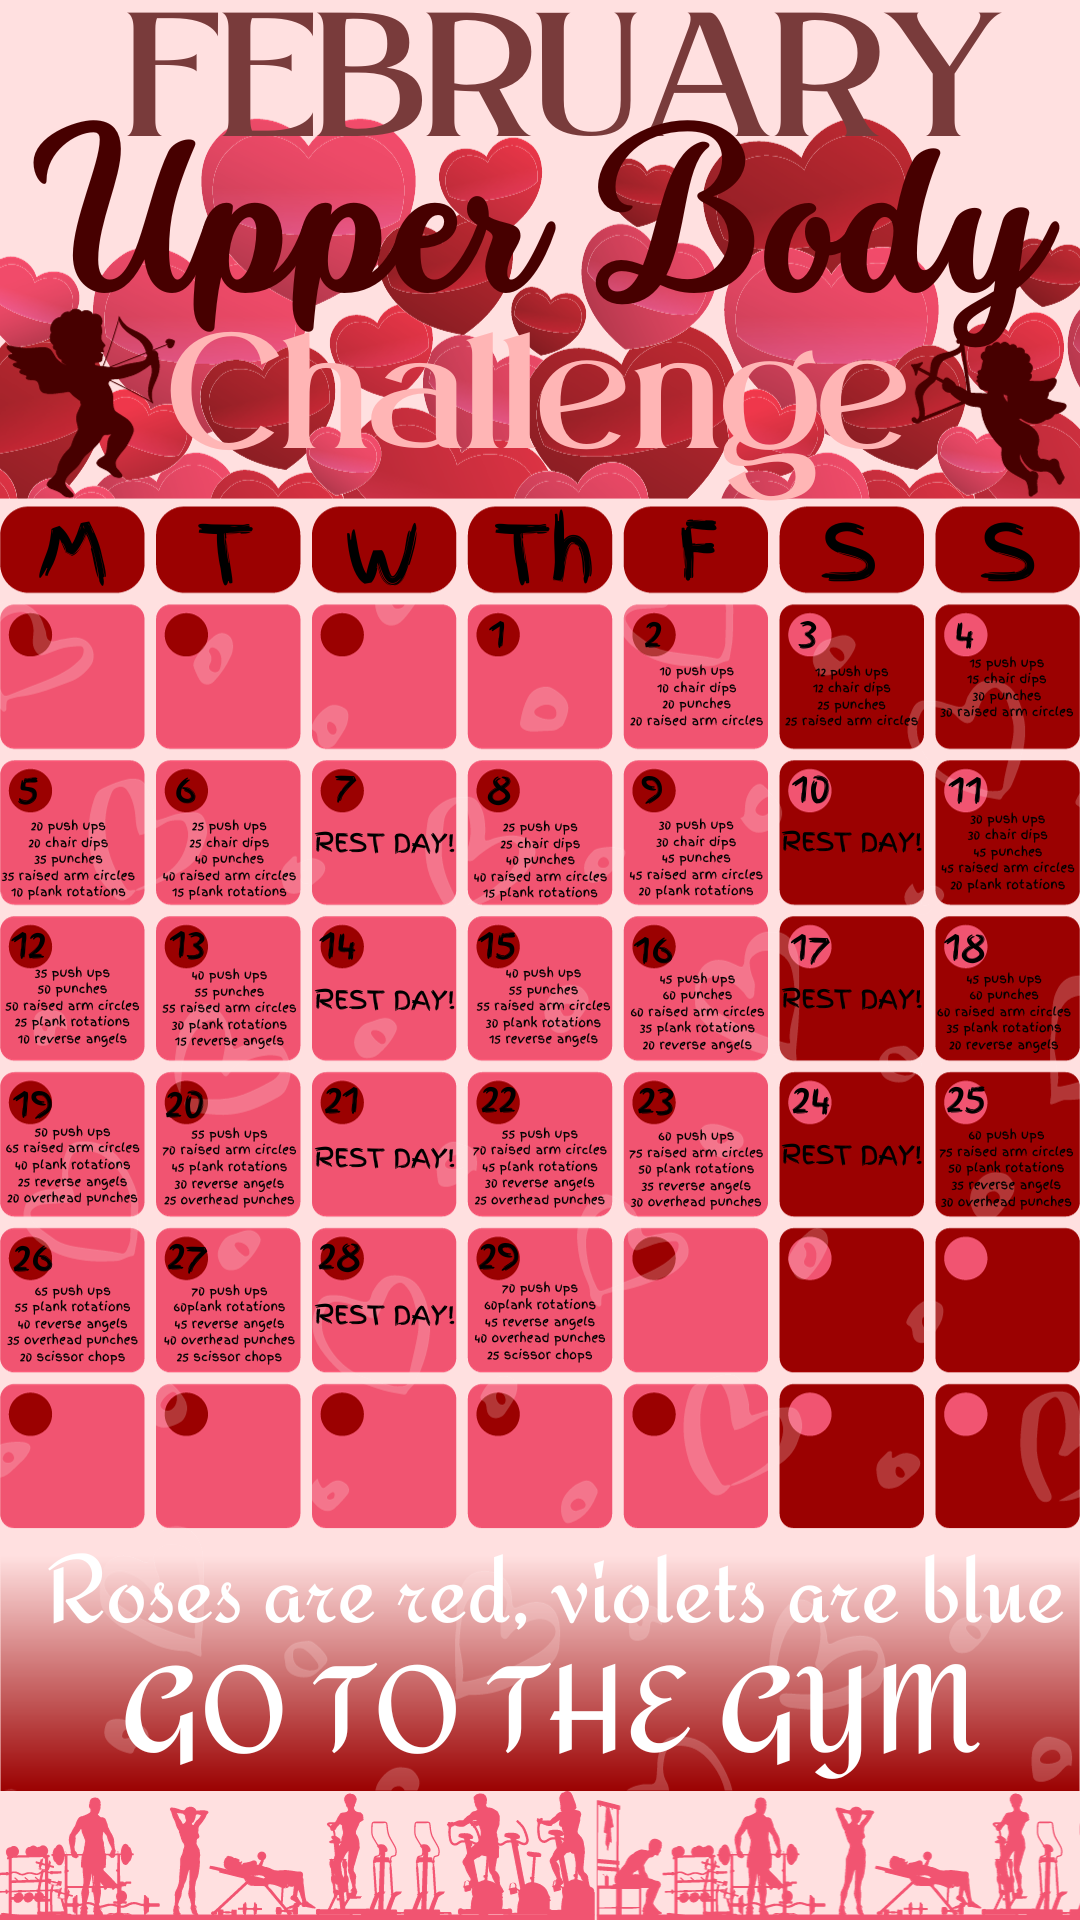 FEBRUARY
Upper Body
Challenge
M T W Th F S S
1
2
10 push ups
10 chair dips
20 punches
20 raised arm circles
3
12 push ups
12 chair dips
25 punches
25 raised arm circles
4
15 push ups
15 chair dips
30 punches
30 raised arm circles
5
20 push ups
20 chair dips
35 punches
35 raised arm circles
10 plank rotations
6
25 push ups
25 chair dips
40 punches
40 raised arm circles
15 plank rotations
7
REST DAY!
8
25 push ups
25 chair dips
40 punches
40 raised arm circles
15 plank rotations
9
30 push ups
30 chair dips
45 punches
45 raised arm circles
20 plank rotations
10
REST DAY!
11
30 push ups
30 chair dips
45 punches
45 raised arm circles
20 plank rotations
12
35 push ups
50 punches
50 raised arm circles
25 plank rotations
10 reverse angels
13
40 push ups
55 punches
55 raised arm circles
30 plank rotations
15 reverse angels
14
REST DAY!
15
40 push ups
55 punches
55 raised arm circles
30 plank rotations
15 reverse angels
16
45 push ups
60 punches
60 raised arm circles
35 plank rotations
20 reverse angels
17
REST DAY!
18
45 push ups
60 punches
60 raised arm circles
35 plank rotations
20 reverse angels
19
50 push ups
65 raised arm circles
40 plank rotations
25 reverse angels
20 overhead punches
20
55 push ups
70 raised arm circles
45 plank rotations
30 reverse angels
25 overhead punches
21
REST DAY!
22
55 push ups
70 raised arm circles
45 plank rotations
30 reverse angels
25 overhead punches
23
60 push ups
75 raised arm circles
50 plank rotations
35 reverse angels
30 overhead punches
24
REST DAY!
25
60 push ups
75 raised arm circles
50 plank rotations
35 reverse angels
30 overhead punches
26
65 push ups
55 plank rotations
40 reverse angels
35 overhead punches
20 scissor chops
27
70 push ups
60plank rotations
45 reverse angels
40 overhead punches
25 scissor chops
28
REST DAY!
29
70 push ups
60plank rotations
45 reverse angels
40 overhead punches
25 scissor chops
Roses are red, violets are blue
GO TO THE GYM